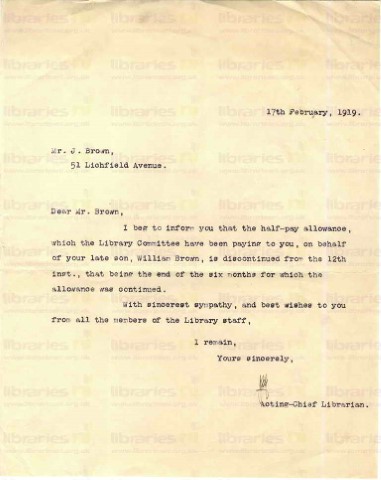 17th February, 1919.
Mr. J. Brown,
51 Lichfield Avenue.
Dear Mr. Brown,
I beg to inform you that the half-pay allowance,
which the Library Committee have been paying to you, on behalf
of your late son, William Brown, is discontinued from the 12th
inst., that being the end of the six months for which the
allowance was continued.
With sincerest sympathy, and best wishes to you
from all the members of the Library staff,
I remain,
Yours sincerely,
Acting-Chief Librarian.